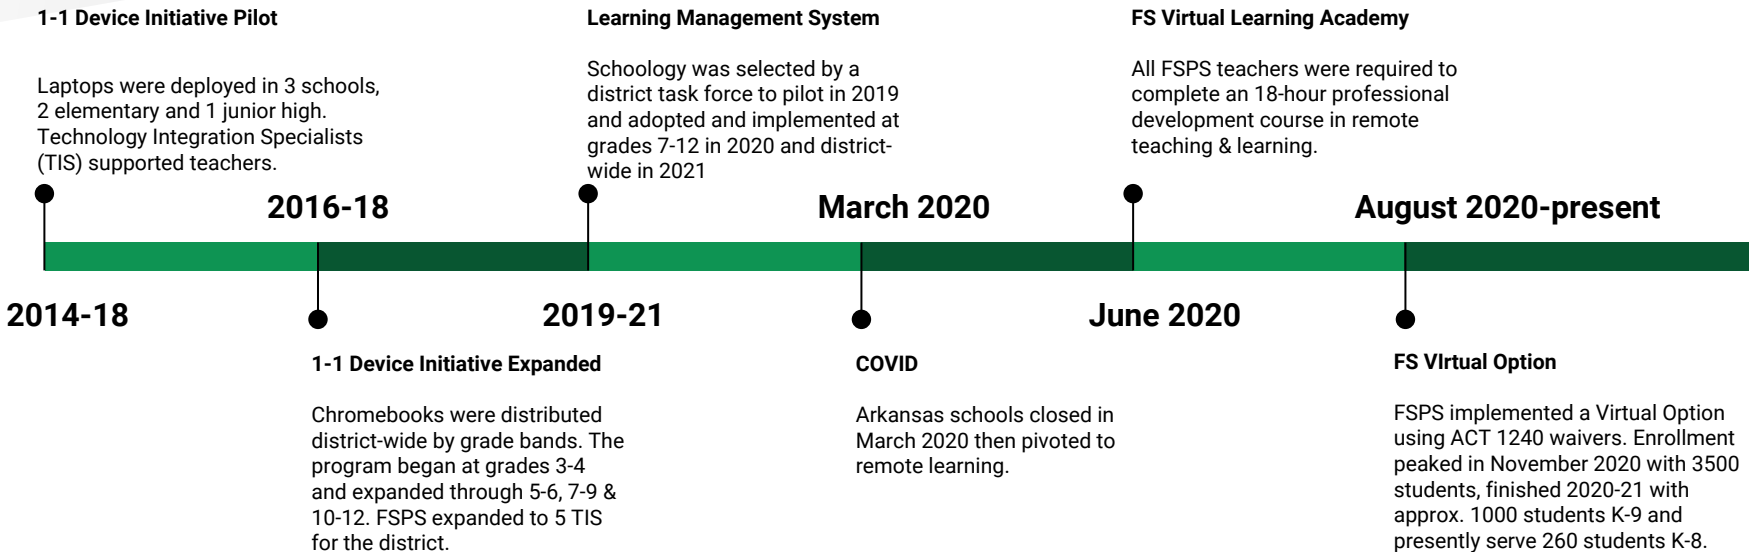 1-1 Device Initiative Pilot
Laptops were deployed in 3 schools,
2 elementary and 1 junior high.
Technology Integration Specialists
(TIS) supported teachers.
2014-18
2016-18
1-1 Device Initiative Expanded
Chromebooks were distributed
district-wide by grade bands. The
program began at grades 3-4
and expanded through 5-6, 7-9 &
10-12. FSPS expanded to 5 TIS
for the district.
Learning Management System
Schoology was selected by a
district task force to pilot in 2019
and adopted and implemented at
grades 7-12 in 2020 and district-
wide in 2021
2019-21
March 2020
COVID
Arkansas schools closed in
March 2020 then pivoted to
remote learning.
FS Virtual Learning Academy
All FSPS teachers were required to
complete an 18-hour professional
development course in remote
teaching & learning.
June 2020
August 2020-present
FS VIrtual Option
FSPS implemented a Virtual Option
using ACT 1240 waivers. Enrollment
peaked in November 2020 with 3500
students, finished 2020-21 with
approx. 1000 students K-9 and
presently serve 260 students K-8.